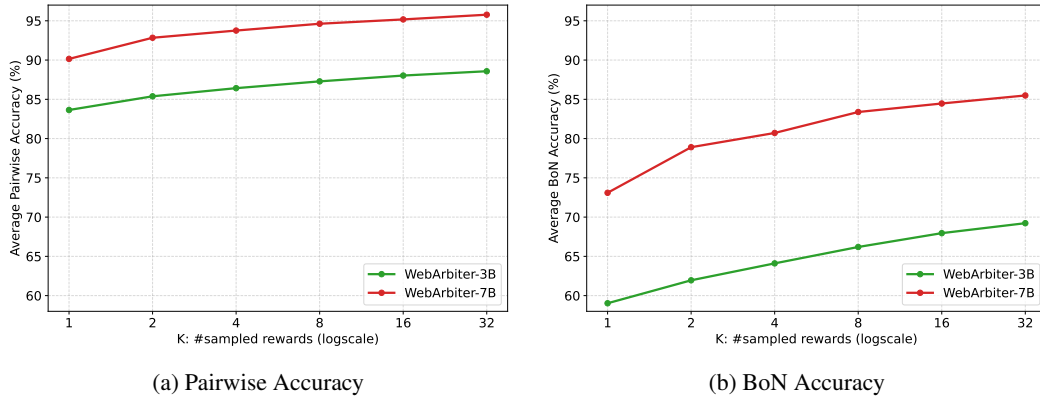 95
90
85
80
75
70
65
60
Average Pairwise Accuracy (%)
1 2 4 8 16 32
K: #sampled rewards (logscale)
WebArbiter-3B
WebArbiter-7B
(a) Pairwise Accuracy
95
90
85
80
75
70
65
60
Average BoN Accuracy (%)
1 2 4 8 16 32
K: #sampled rewards (logscale)
WebArbiter-3B
WebArbiter-7B
(b) BoN Accuracy